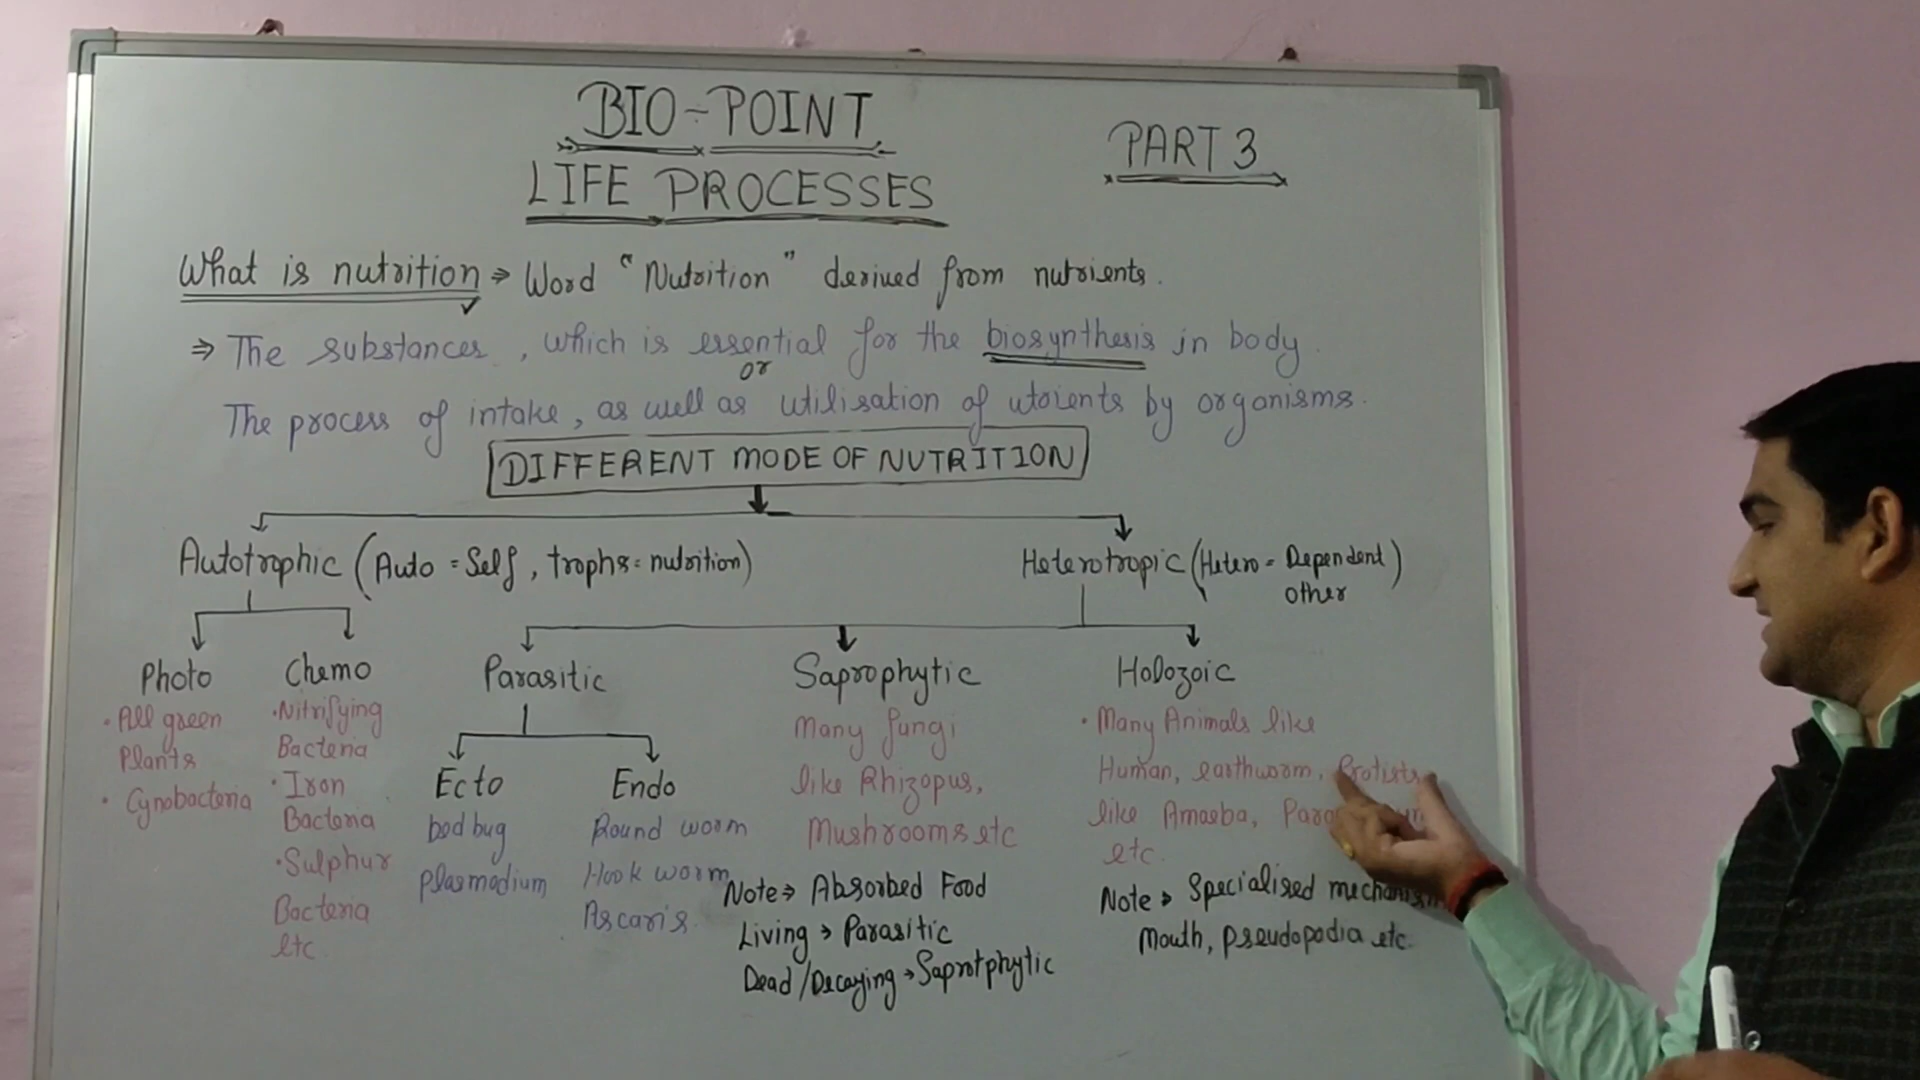 BIO-POINT
PART 3
LIFE PROCESSES
What is nutrition ⇒ Word "Nutrition" derived from nutrients.
⇒ The substances, which is essential for the biosynthesis in body.
or
The process of intake, as well as utilisation of utrients by organisms.
DIFFERENT MODE OF NUTRITION
Autotrophic (Auto = Self, trophs = nutrition)
Heterotropic (Hetero = Dependent other)
Photo
• All green
Plants
• Cynobacteria
Chemo
• Nitrifying
Bacteria
• Iron
Bacteria
• Sulphur
Bacteria
etc
Parasitic
Ecto
bedbug
plasmodium
Endo
Round worm
Hook worm
Ascaris.
Saprophytic
Many fungi
like Rhizopus,
Mushrooms etc
Note → Absorbed Food
Living → Parasitic
Dead/Decaying → Saprotphytic
Holozoic
• Many Animals like
Human, earthworm, Protists
like Amoeba,
etc.
Note → Specialised
Mouth, pseudopodia etc.